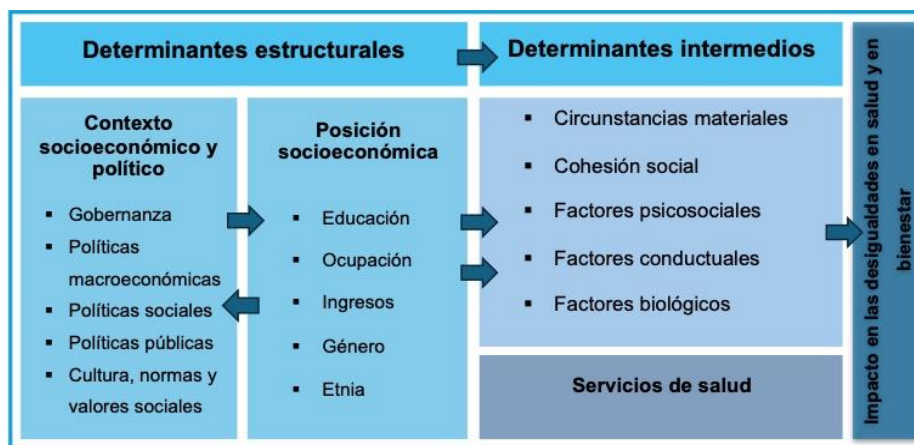 Determinantes estructurales
Determinantes intermedios
Contexto
socioeconómico y
político
▪ Gobernanza
▪ Políticas
macroeconómicas
▪ Políticas sociales
▪ Políticas públicas
▪ Cultura, normas y
valores sociales
Posición
socioeconómica
▪ Educación
▪ Ocupación
▪ Ingresos
▪ Género
▪ Etnia
▪ Circunstancias materiales
▪ Cohesión social
▪ Factores psicosociales
▪ Factores conductuales
▪ Factores biológicos
Servicios de salud
Impacto en las desigualdades en salud y en
bienestar